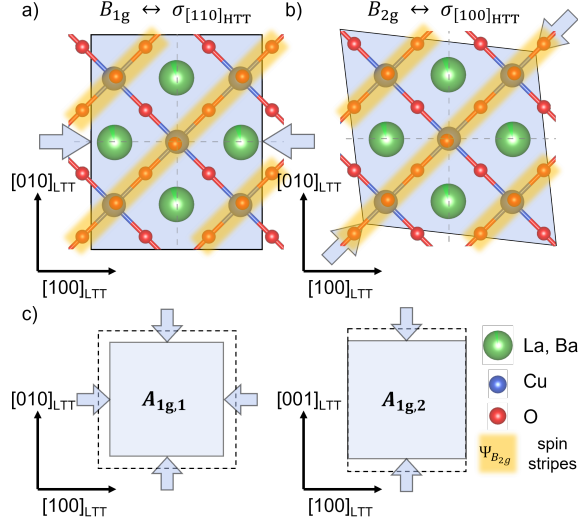 a) B₁g ↔ σ[110]HTT
b) B₂g ↔ σ[100]HTT
[010]LTT
[100]LTT
[010]LTT
[100]LTT
c)
[010]LTT
A₁g,₁
[100]LTT
[001]LTT
A₁g,₂
[100]LTT
La, Ba
Cu
O
Ψ_B₂g spin
stripes